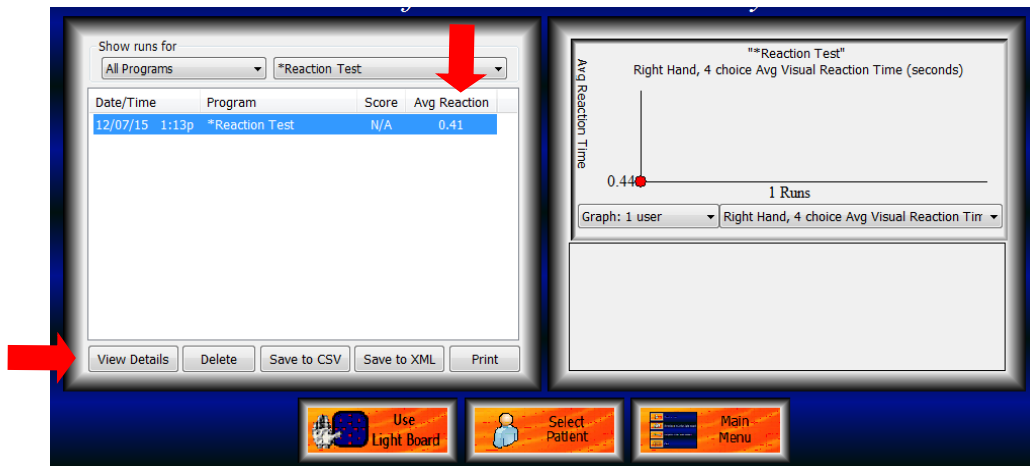 Show runs for
All Programs *Reaction Test
Date/Time Program Score Avg Reaction
12/07/15 1:13p *Reaction Test N/A 0.41
View Details Delete Save to CSV Save to XML Print
"*Reaction Test"
Right Hand, 4 choice Avg Visual Reaction Time (seconds)
Avg Reaction Time
0.44
1 Runs
Graph: 1 user Right Hand, 4 choice Avg Visual Reaction Tim
Use
Light Board
Select
Patient
Main
Menu